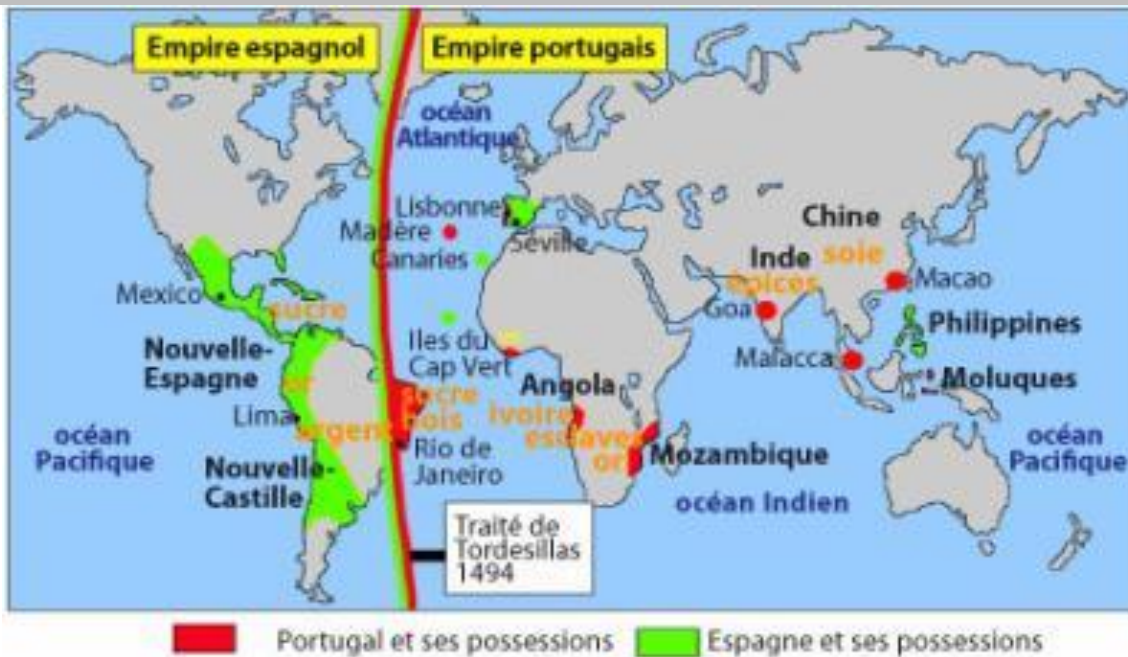 Empire espagnol
Empire portugais
océan
Atlantique
Lisbonne
Madère
Séville
Canaries
Chine
soie
Inde
épices
Macao
Goa
Mexico
sucre
Iles du
Cap Vert
Philippines
Malacca
Nouvelle-
Espagne
or
Angola
Moluques
sucre
bois
ivoire
esclaves
or
Lima
argent
océan
Pacifique
Rio de
Janeiro
Mozambique
océan
Pacifique
Nouvelle-
Castille
océan Indien
Traité de
Tordesillas
1494
Portugal et ses possessions
Espagne et ses possessions